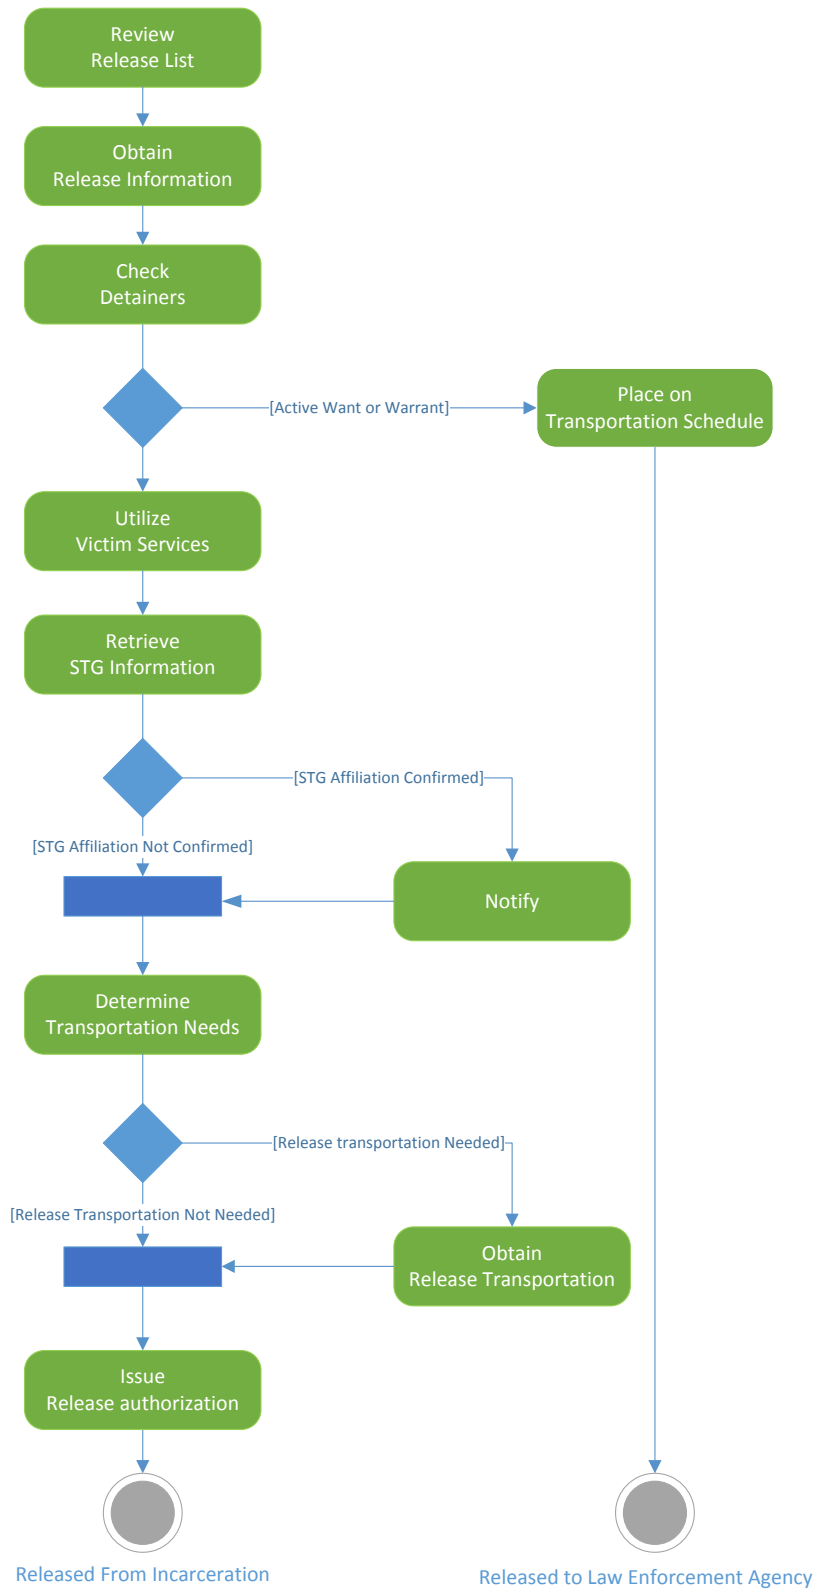 Review
Release List
Obtain
Release Information
Check
Detainers
[Active Want or Warrant]
Place on
Transportation Schedule
Utilize
Victim Services
Retrieve
STG Information
[STG Affiliation Confirmed]
[STG Affiliation Not Confirmed]
Notify
Determine
Transportation Needs
[Release transportation Needed]
[Release Transportation Not Needed]
Obtain
Release Transportation
Issue
Release authorization
Released From Incarceration
Released to Law Enforcement Agency